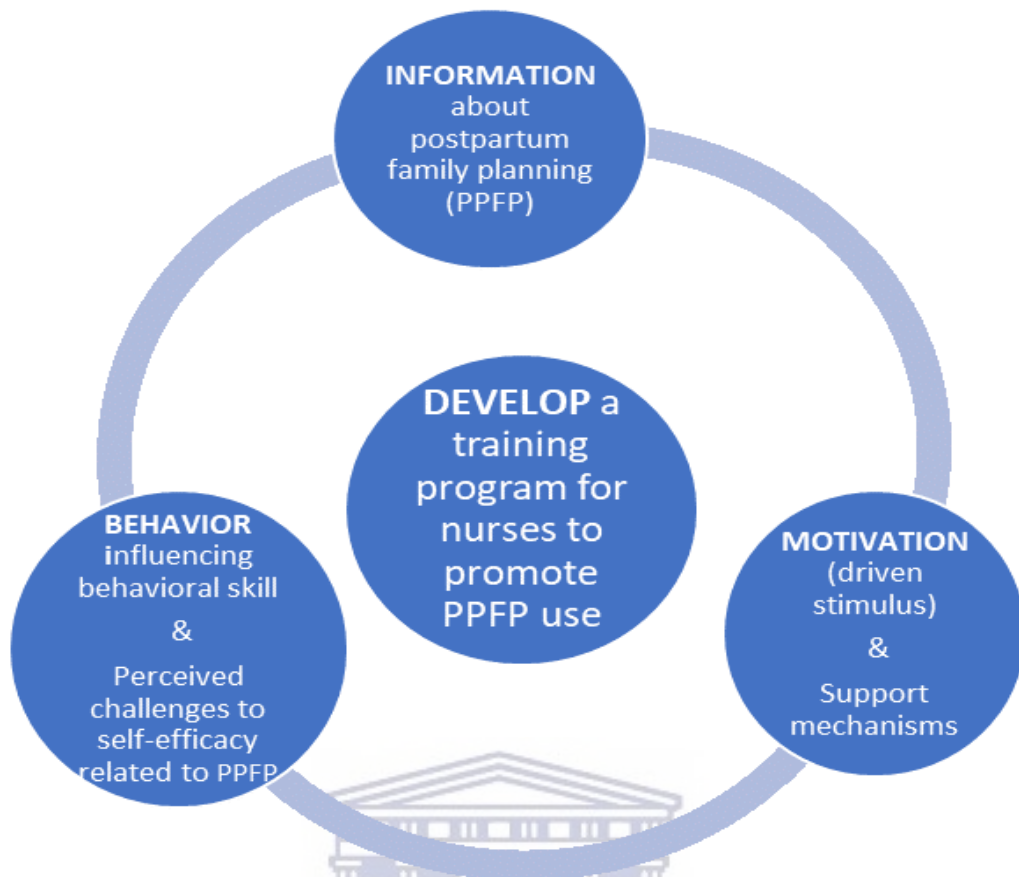 INFORMATION
about
postpartum
family planning
(PPFP)
DEVELOP a
training
program for
nurses to
promote
PPFP use
BEHAVIOR
influencing
behavioral skill
&
Perceived
challenges to
self-efficacy
related to PPFP
MOTIVATION
(driven
stimulus)
&
Support
mechanisms